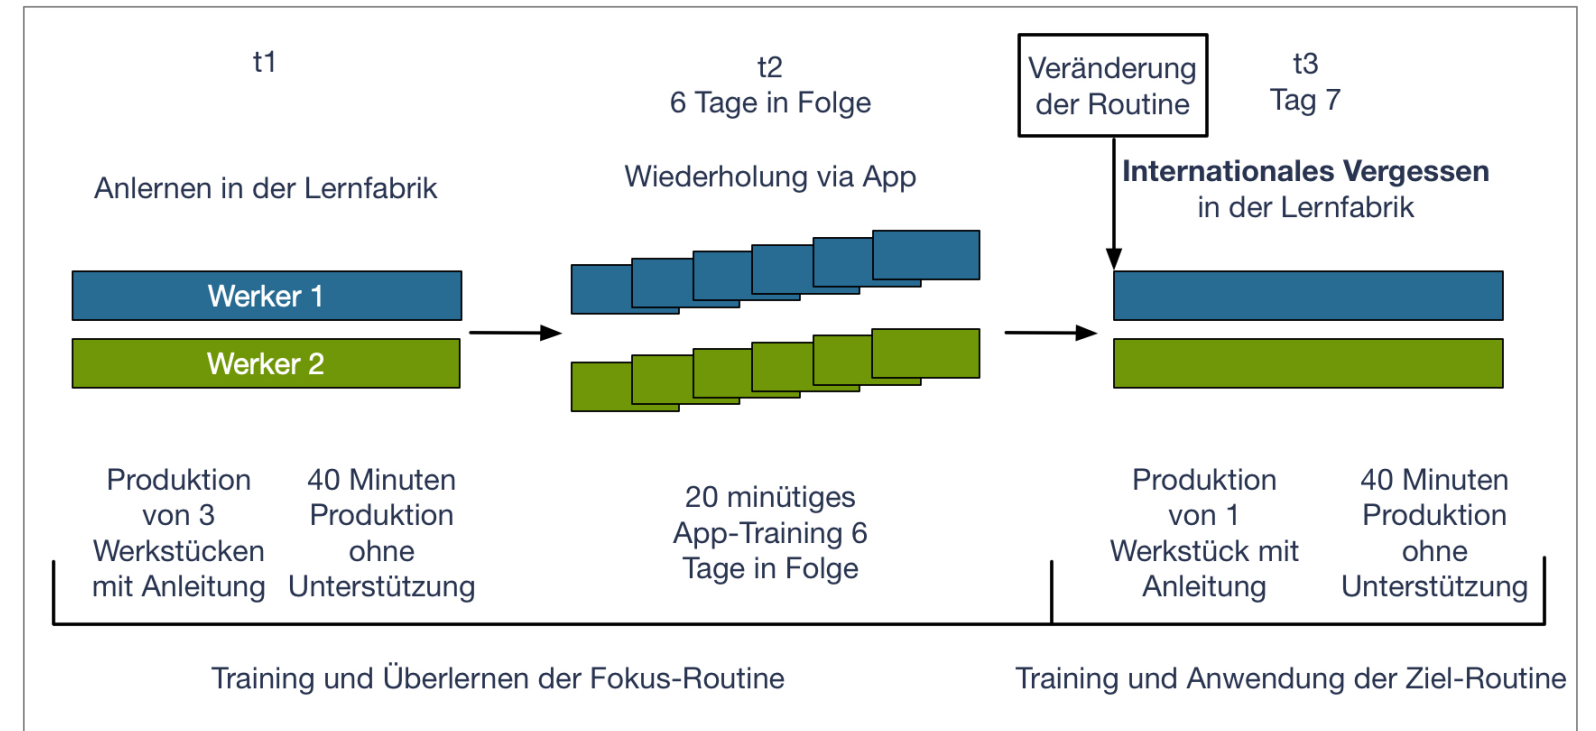 t1
t2
6 Tage in Folge
Veränderung
der Routine
t3
Tag 7
Anlernen in der Lernfabrik
Wiederholung via App
Internationales Vergessen
in der Lernfabrik
Werker 1
Werker 2
Produktion
von 3
Werkstücken
mit Anleitung
40 Minuten
Produktion
ohne
Unterstützung
20 minütiges
App-Training 6
Tage in Folge
Produktion
von 1
Werkstück mit
Anleitung
40 Minuten
Produktion
ohne
Unterstützung
Training und Überlernen der Fokus-Routine
Training und Anwendung der Ziel-Routine